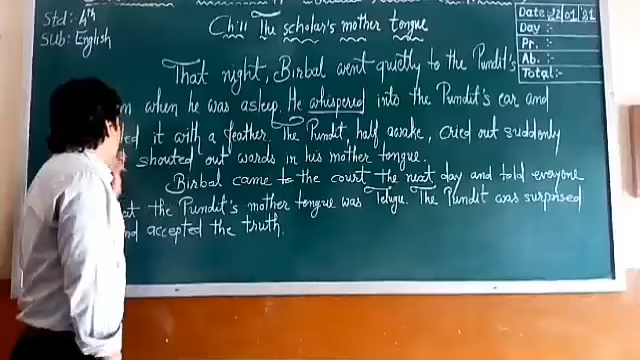 Std:- 4th
Sub:- English
Ch:11 The scholar's mother tongue
Date:-22/01/21
Day:-
Pr.:-
Ab.:-
Total:-
That night, Birbal went quietly to the Pundit's
when he was asleep. He whispered into the Pundit's ear and
it with a feather. The Pundit, half awake, cried out suddenly
shouted out words in his mother tongue.
Birbal came to the court the next day and told everyone
the Pundit's mother tongue was Telugu. The Pundit was surprised
accepted the truth.